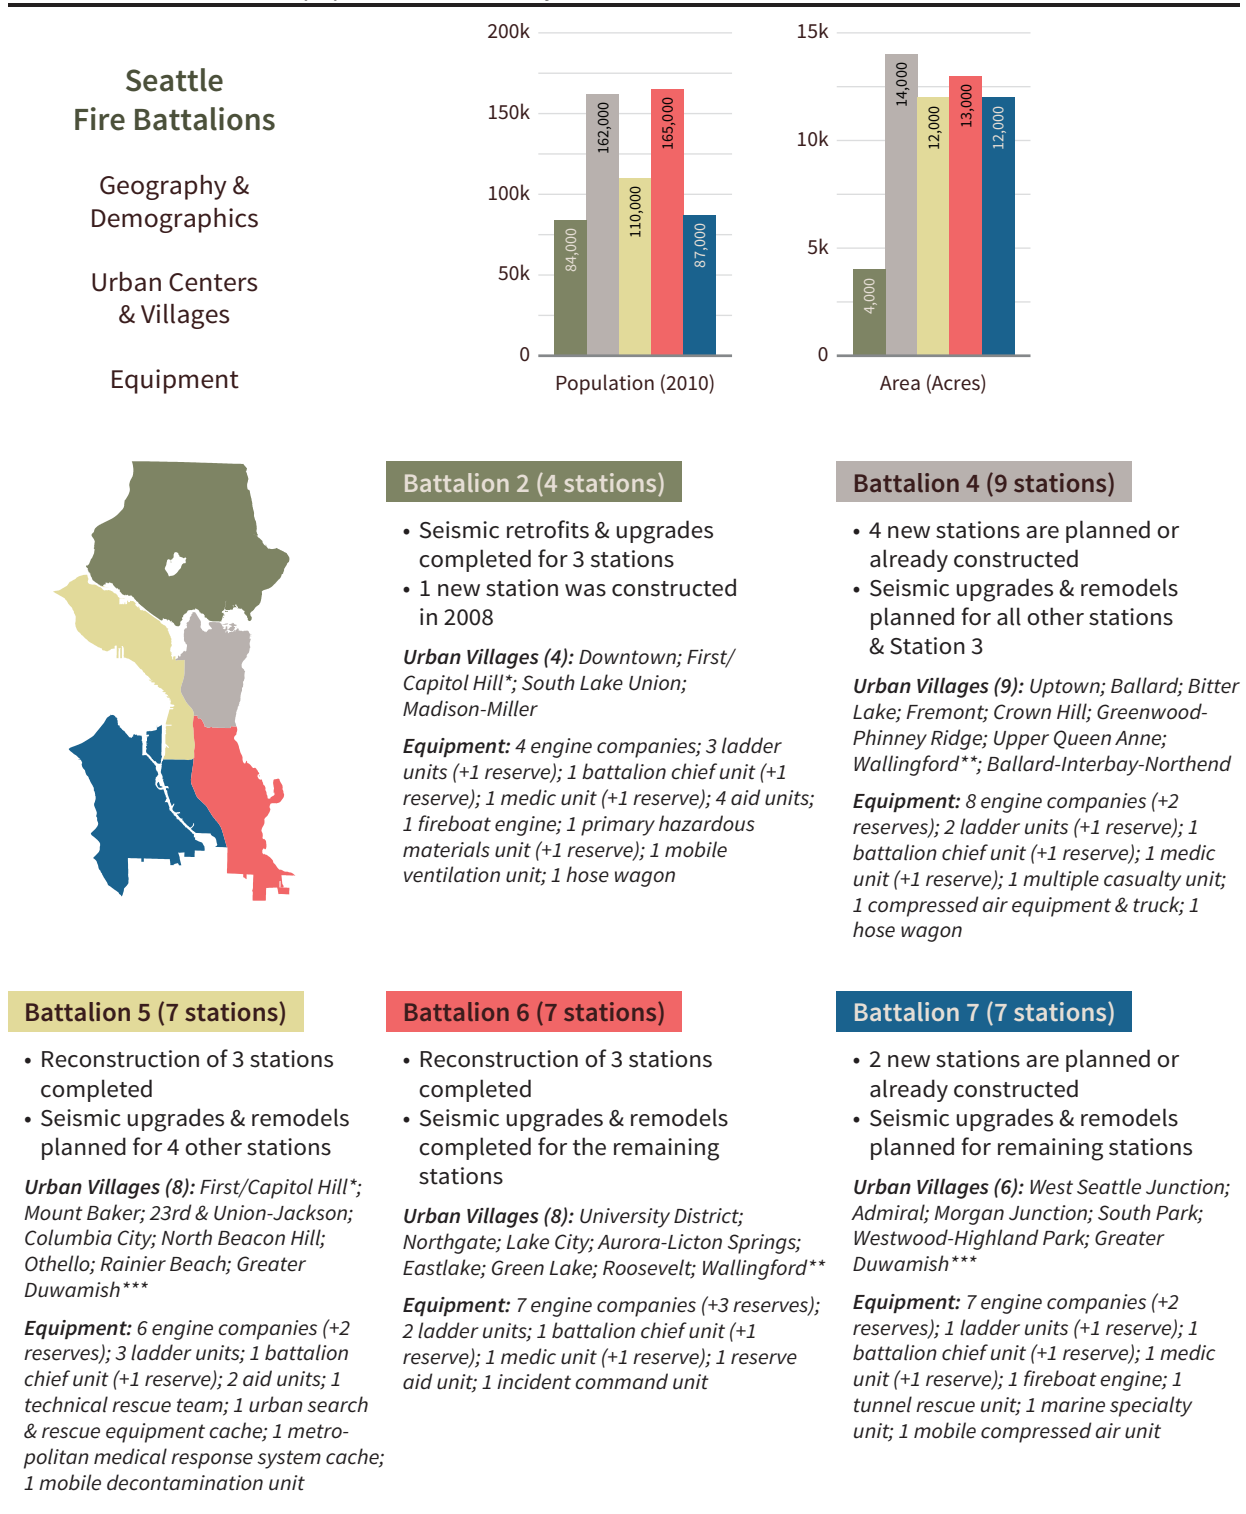 Seattle
Fire Battalions
Geography &
Demographics
Urban Centers
& Villages
Equipment
200k
150k
100k
50k
0
84,000
162,000
110,000
165,000
87,000
Population (2010)
15k
10k
5k
0
4,000
14,000
12,000
13,000
12,000
Area (Acres)
Battalion 2 (4 stations)
• Seismic retrofits & upgrades
completed for 3 stations
• 1 new station was constructed
in 2008
Urban Villages (4): Downtown; First/
Capitol Hill*; South Lake Union;
Madison-Miller
Equipment: 4 engine companies; 3 ladder
units (+1 reserve); 1 battalion chief unit (+1
reserve); 1 medic unit (+1 reserve); 4 aid units;
1 fireboat engine; 1 primary hazardous
materials unit (+1 reserve); 1 mobile
ventilation unit; 1 hose wagon
Battalion 4 (9 stations)
• 4 new stations are planned or
already constructed
• Seismic upgrades & remodels
planned for all other stations
& Station 3
Urban Villages (9): Uptown; Ballard; Bitter
Lake; Fremont; Crown Hill; Greenwood-
Phinney Ridge; Upper Queen Anne;
Wallingford**; Ballard-Interbay-Northend
Equipment: 8 engine companies (+2
reserves); 2 ladder units (+1 reserve); 1
battalion chief unit (+1 reserve); 1 medic
unit (+1 reserve); 1 multiple casualty unit;
1 compressed air equipment & truck; 1
hose wagon
Battalion 5 (7 stations)
• Reconstruction of 3 stations
completed
• Seismic upgrades & remodels
planned for 4 other stations
Urban Villages (8): First/Capitol Hill*;
Mount Baker; 23rd & Union-Jackson;
Columbia City; North Beacon Hill;
Othello; Rainier Beach; Greater
Duwamish***
Equipment: 6 engine companies (+2
reserves); 3 ladder units; 1 battalion
chief unit (+1 reserve); 2 aid units; 1
technical rescue team; 1 urban search
& rescue equipment cache; 1 metro-
politan medical response system cache;
1 mobile decontamination unit
Battalion 6 (7 stations)
• Reconstruction of 3 stations
completed
• Seismic upgrades & remodels
completed for the remaining
stations
Urban Villages (8): University District;
Northgate; Lake City; Aurora-Licton Springs;
Eastlake; Green Lake; Roosevelt; Wallingford**
Equipment: 7 engine companies (+3 reserves);
2 ladder units; 1 battalion chief unit (+1
reserve); 1 medic unit (+1 reserve); 1 reserve
aid unit; 1 incident command unit
Battalion 7 (7 stations)
• 2 new stations are planned or
already constructed
• Seismic upgrades & remodels
planned for remaining stations
Urban Villages (6): West Seattle Junction;
Admiral; Morgan Junction; South Park;
Westwood-Highland Park; Greater
Duwamish***
Equipment: 7 engine companies (+2
reserves); 1 ladder units (+1 reserve); 1
battalion chief unit (+1 reserve); 1 medic
unit (+1 reserve); 1 fireboat engine; 1
tunnel rescue unit; 1 marine specialty
unit; 1 mobile compressed air unit